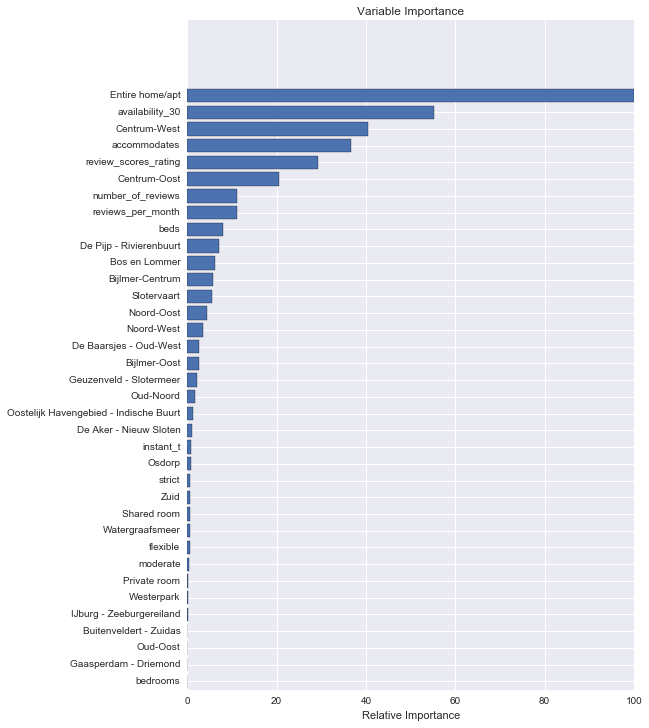 Variable Importance
Entire home/apt
availability_30
Centrum-West
accommodates
review_scores_rating
Centrum-Oost
number_of_reviews
reviews_per_month
beds
De Pijp - Rivierenbuurt
Bos en Lommer
Bijlmer-Centrum
Slotervaart
Noord-Oost
Noord-West
De Baarsjes - Oud-West
Bijlmer-Oost
Geuzenveld - Slotermeer
Oud-Noord
Oostelijk Havengebied - Indische Buurt
De Aker - Nieuw Sloten
instant_t
Osdorp
strict
Zuid
Shared room
Watergraafsmeer
flexible
moderate
Private room
Westerpark
IJburg - Zeeburgereiland
Buitenveldert - Zuidas
Oud-Oost
Gaasperdam - Driemond
bedrooms
0 20 40 60 80 100
Relative Importance